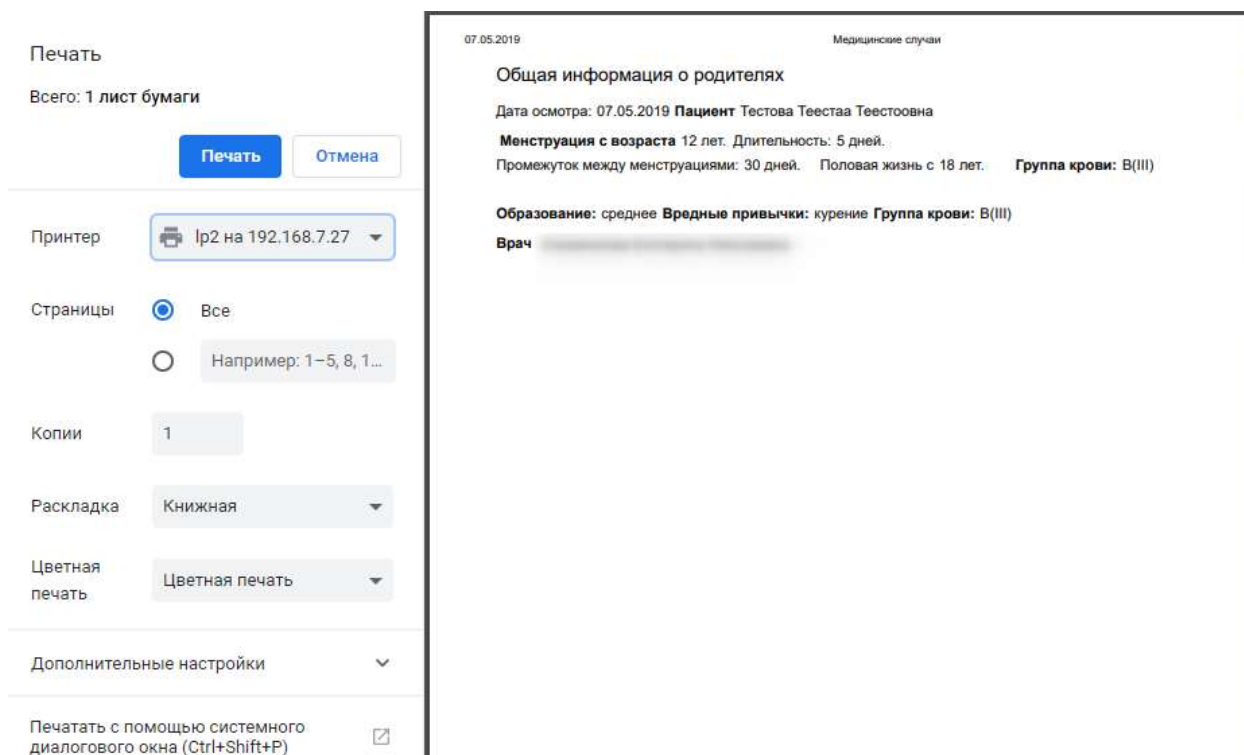 Печать
Всего: 1 лист бумаги
Печать Отмена
Принтер lp2 на 192.168.7.27
Страницы Все
Например: 1–5, 8, 1...
Копии 1
Раскладка Книжная
Цветная печать Цветная печать
Дополнительные настройки
Печатать с помощью системного
диалогового окна (Ctrl+Shift+P)
07.05.2019 Медицинские случаи
Общая информация о родителях
Дата осмотра: 07.05.2019 Пациент Тестова Теестаа Теестоовна
Менструация с возраста 12 лет. Длительность: 5 дней.
Промежуток между менструациями: 30 дней. Половая жизнь с 18 лет. Группа крови: B(III)
Образование: среднее Вредные привычки: курение Группа крови: B(III)
Врач